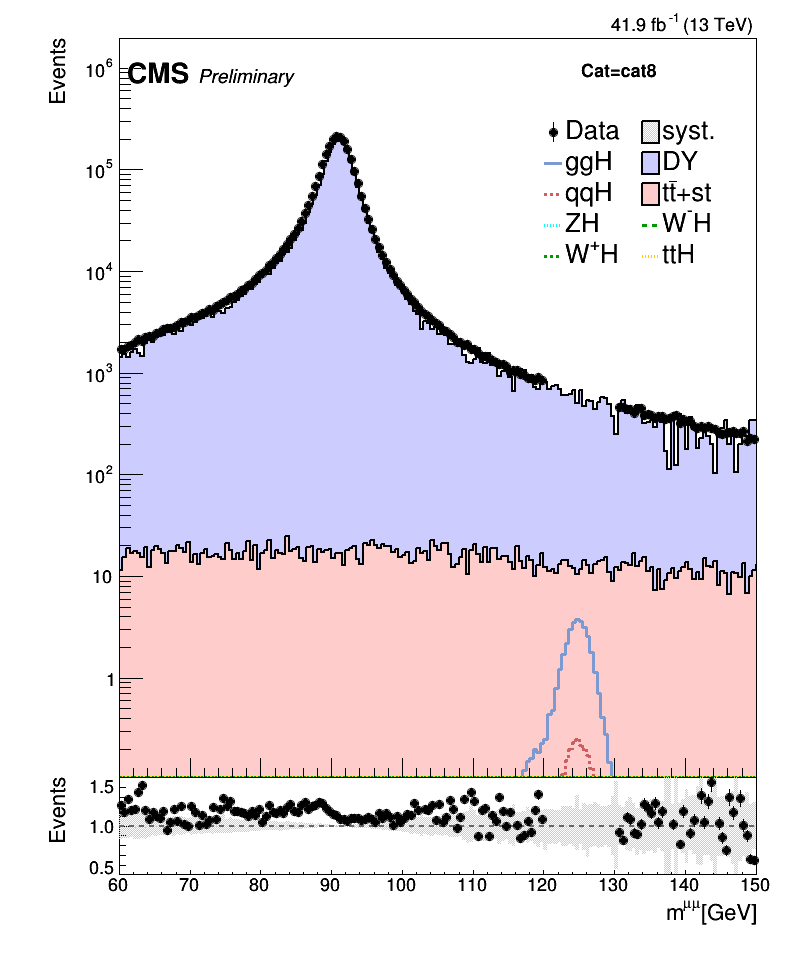 41.9 fb⁻¹ (13 TeV)
Events
CMS Preliminary
Cat=cat8
Data
syst.
ggH
DY
qqH
tt̄+st
ZH
W⁻H
W⁺H
ttH
10⁶
10⁵
10⁴
10³
10²
10
1
Events
1.5
1.0
0.5
60 70 80 90 100 110 120 130 140 150
m^μμ[GeV]